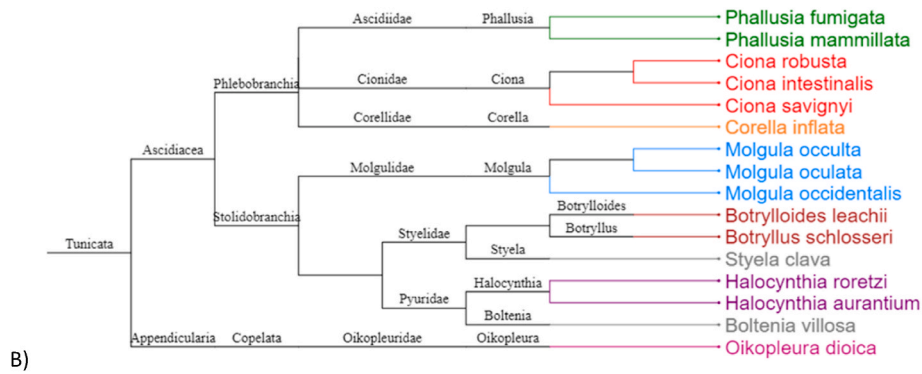 Ascidiidae Phallusia Phallusia fumigata
Phallusia mammillata
Ciona robusta
Phlebobranchia Cionidae Ciona Ciona intestinalis
Ciona savignyi
Corellidae Corella Corella inflata
Ascidiacea Molgula occulta
Molgulidae Molgula Molgula oculata
Molgula occidentalis
Stolidobranchia Botrylloides Botrylloides leachii
Styelidae Botryllus Botryllus schlosseri
Tunicata Styela Styela clava
Halocynthia Halocynthia roretzi
Pyuridae Halocynthia aurantium
Boltenia Boltenia villosa
Appendicularia Copelata Oikopleuridae Oikopleura Oikopleura dioica
B)